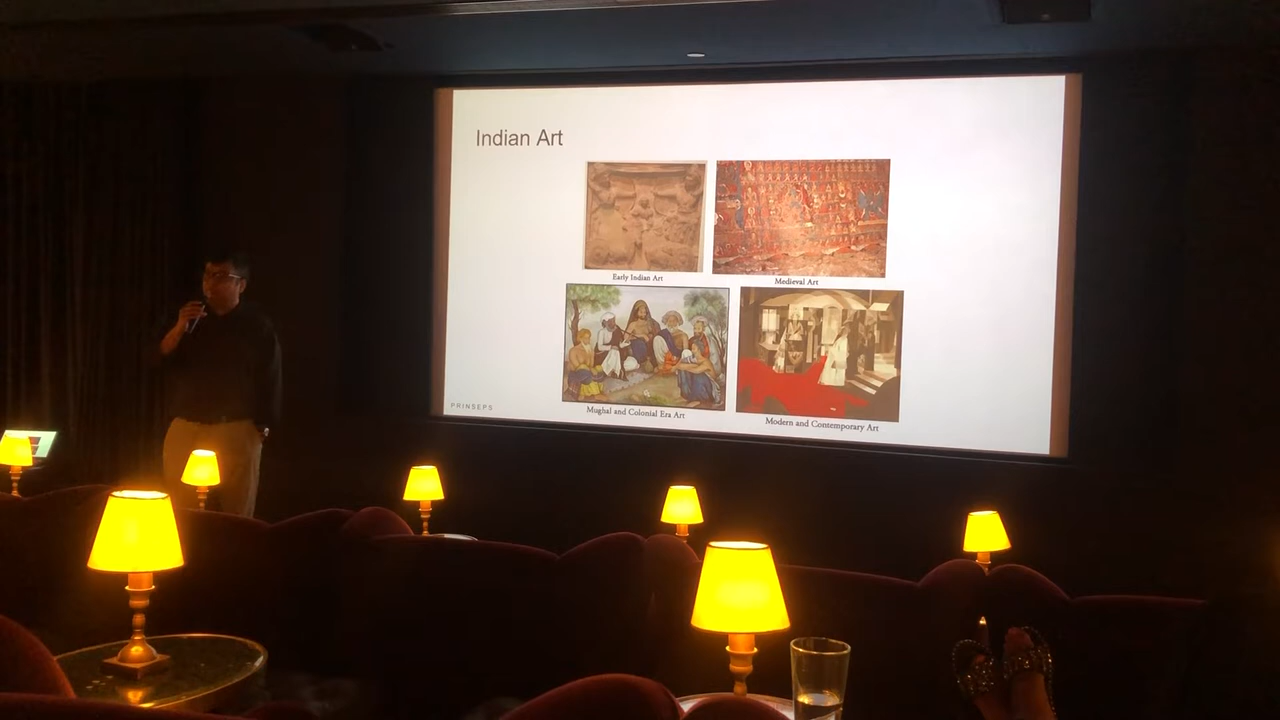 Indian Art
Early Indian Art
Medieval Art
Mughal and Colonial Era Art
Modern and Contemporary Art
PRINSEPS